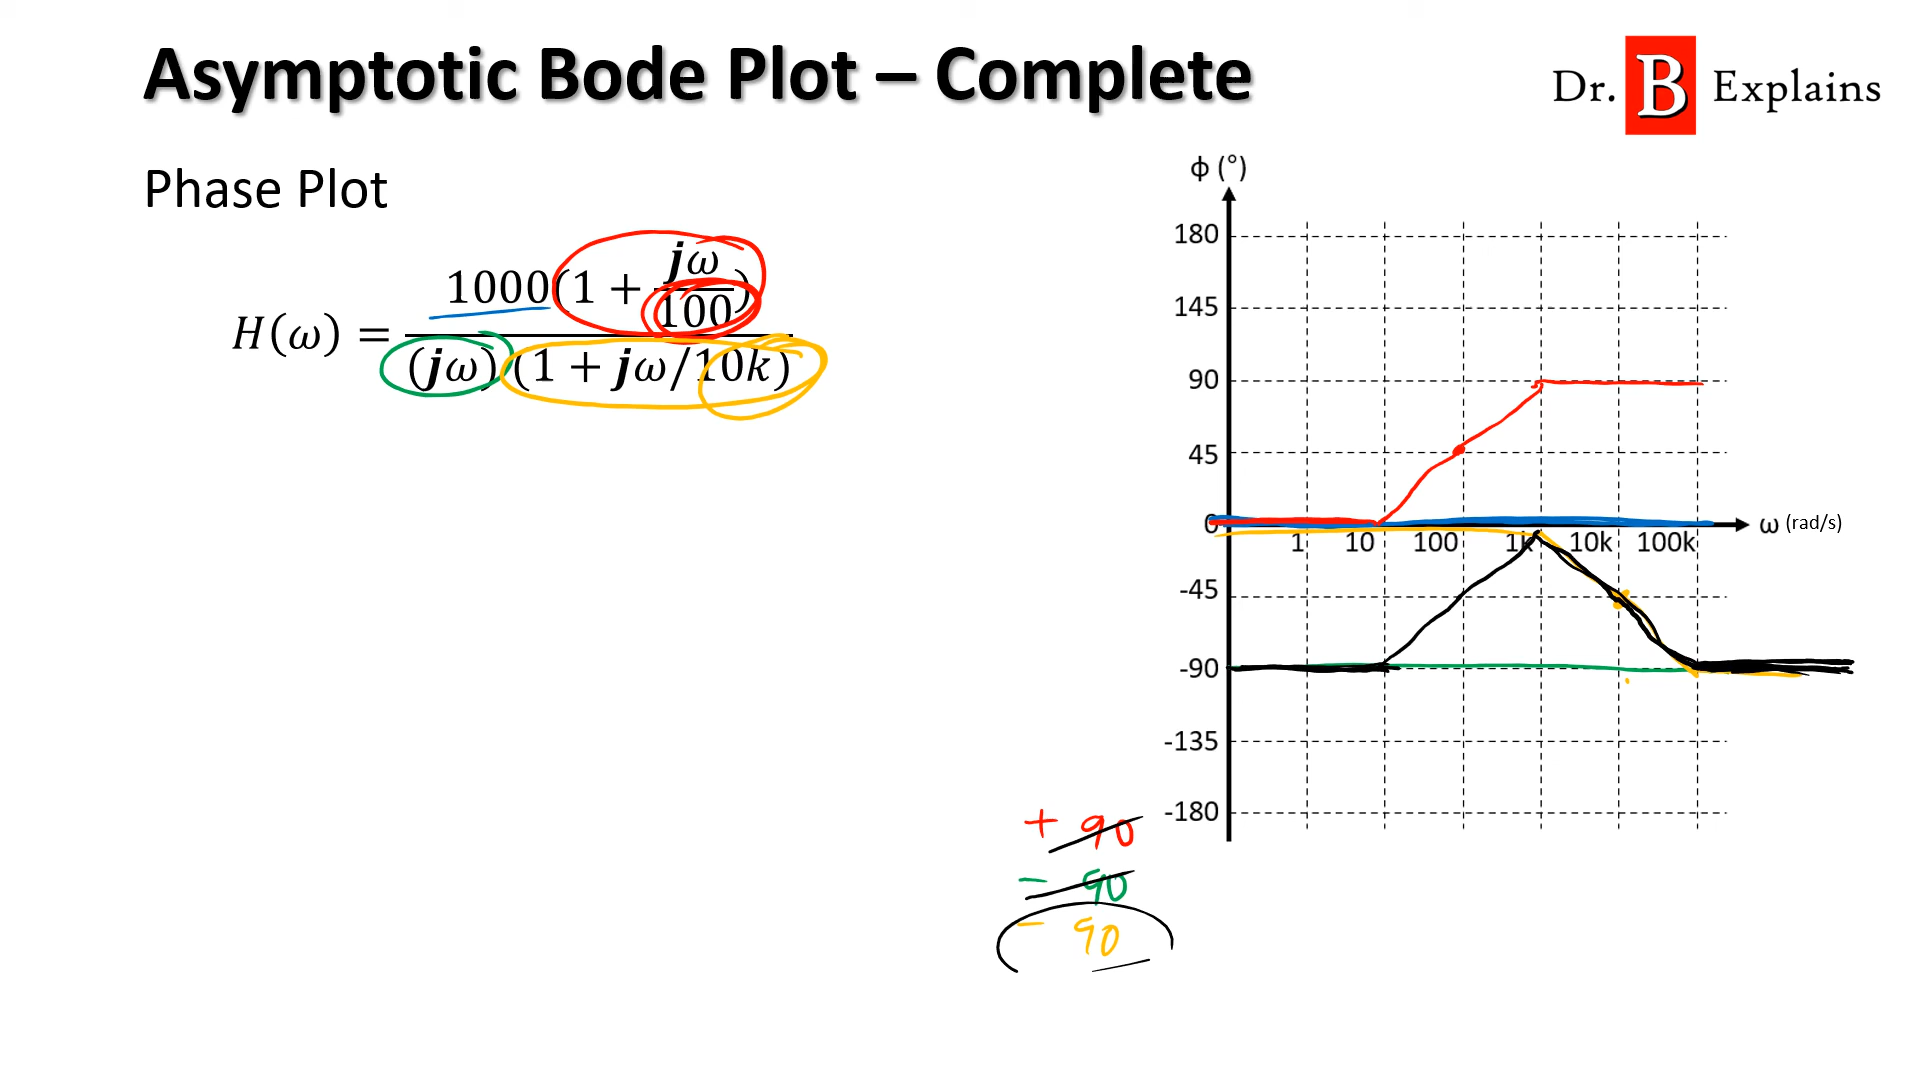 Asymptotic Bode Plot – Complete
Dr. B Explains
Phase Plot
H(ω) = 1000(1 + jω/100) / (jω)(1 + jω/10k)
ϕ (°)
180
145
90
45
0
-45
-90
-135
-180
1 10 100 1k 10k 100k
ω (rad/s)
+ 90
- 90
- 90